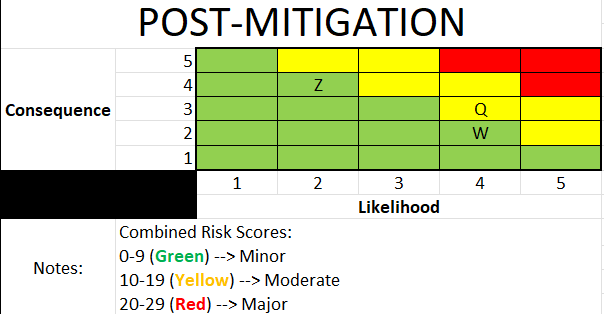 POST-MITIGATION
5
4 Z
Consequence 3 Q
2 W
1
1 2 3 4 5
Likelihood
Notes:
Combined Risk Scores:
0-9 (Green) --> Minor
10-19 (Yellow) --> Moderate
20-29 (Red) --> Major